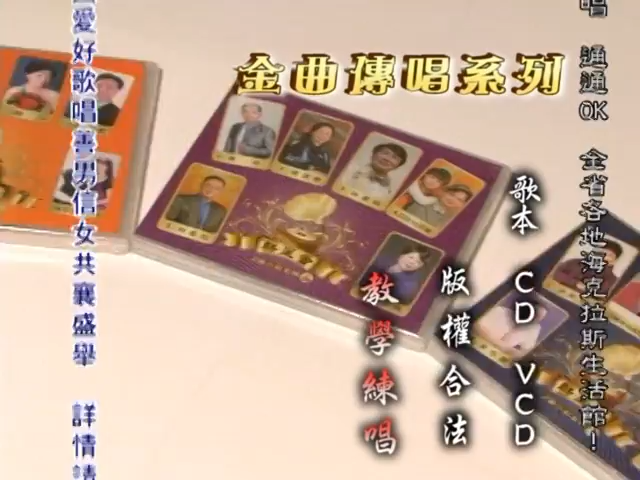 金曲傳唱系列
唱 通通OK 全省各地海克拉斯生活館！
歌本 CD VCD
版權合法
教學練唱
愛好歌唱善男信女共襄盛舉 詳情請